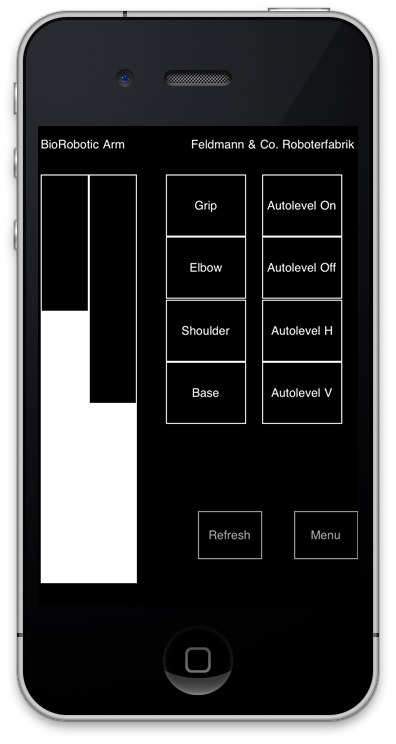 BioRobotic Arm Feldmann & Co. Roboterfabrik
Grip Autolevel On
Elbow Autolevel Off
Shoulder Autolevel H
Base Autolevel V
Refresh Menu